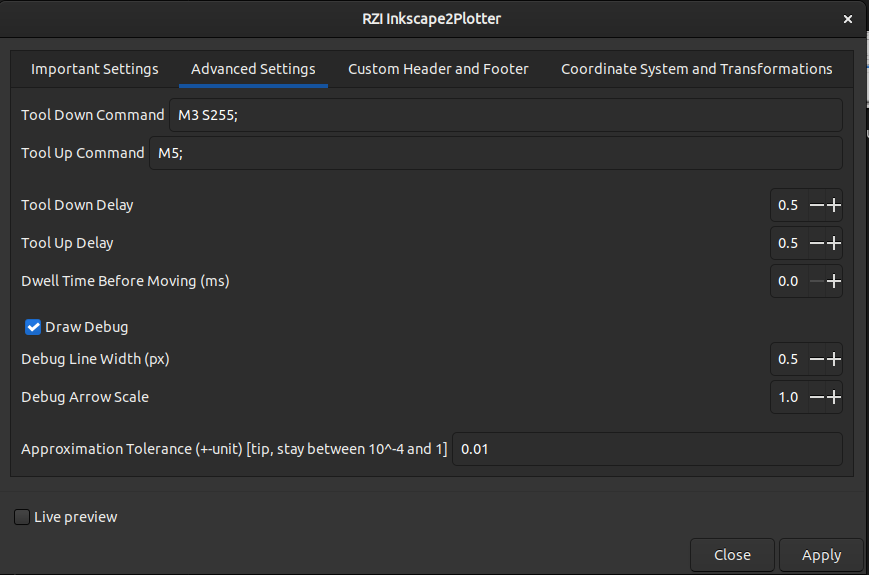 RZI Inkscape2Plotter
Important Settings Advanced Settings Custom Header and Footer Coordinate System and Transformations
Tool Down Command M3 S255;
Tool Up Command M5;
Tool Down Delay 0.5
Tool Up Delay 0.5
Dwell Time Before Moving (ms) 0.0
Draw Debug
Debug Line Width (px) 0.5
Debug Arrow Scale 1.0
Approximation Tolerance (+-unit) [tip, stay between 10^-4 and 1] 0.01
Live preview
Close Apply